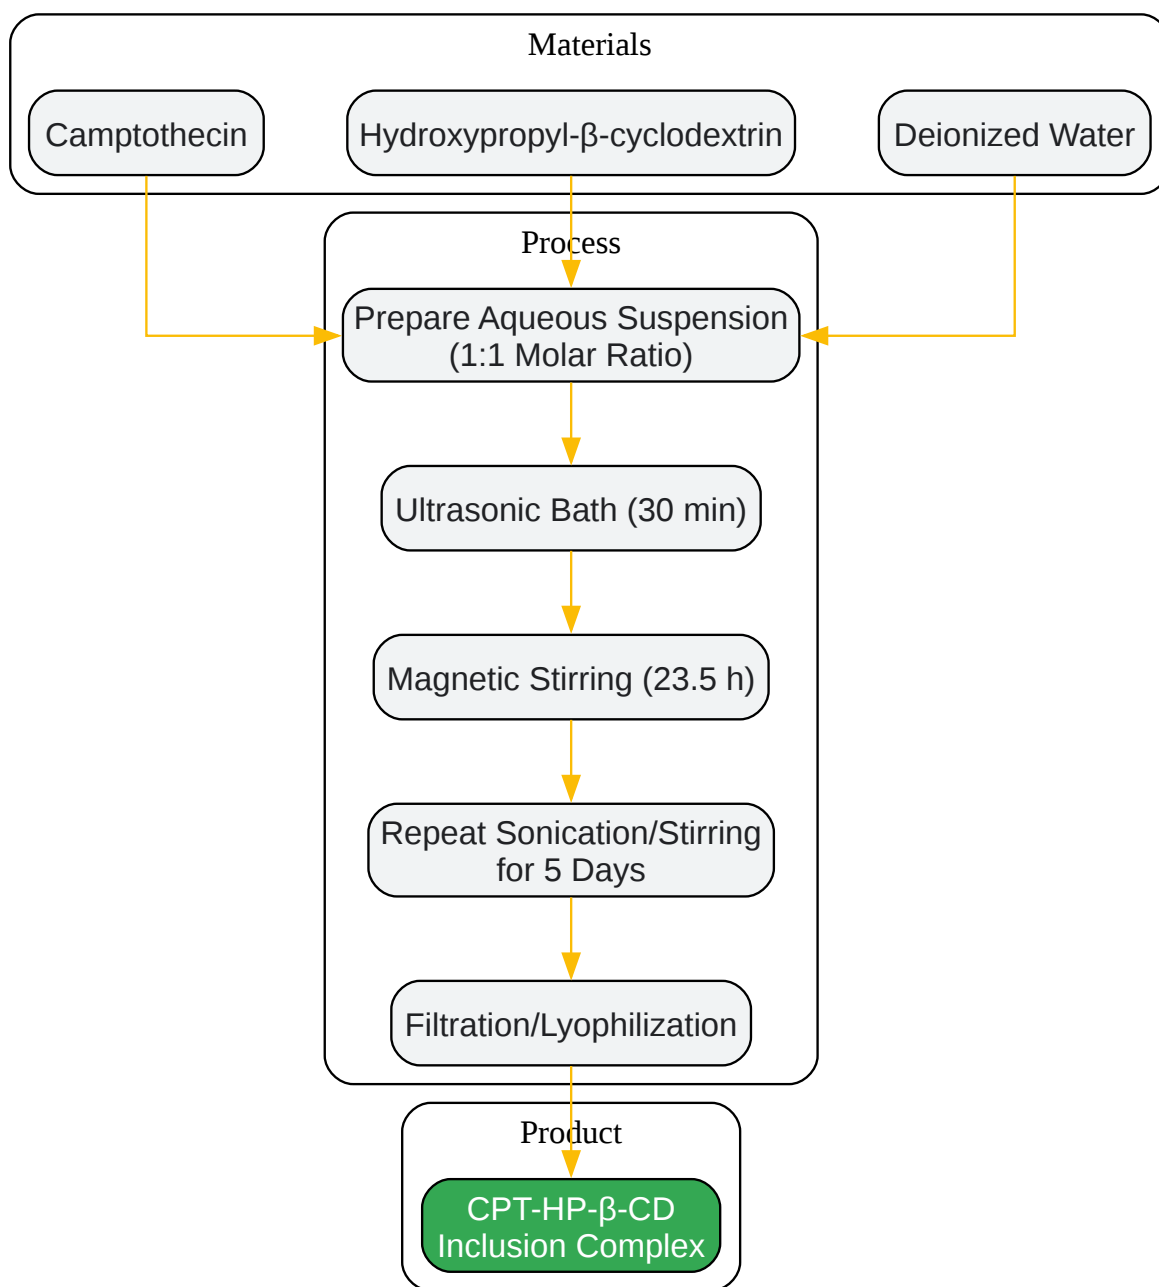 Materials
Camptothecin
Hydroxypropyl-β-cyclodextrin
Deionized Water
Process
Prepare Aqueous Suspension
(1:1 Molar Ratio)
Ultrasonic Bath (30 min)
Magnetic Stirring (23.5 h)
Repeat Sonication/Stirring
for 5 Days
Filtration/Lyophilization
Product
CPT-HP-β-CD
Inclusion Complex